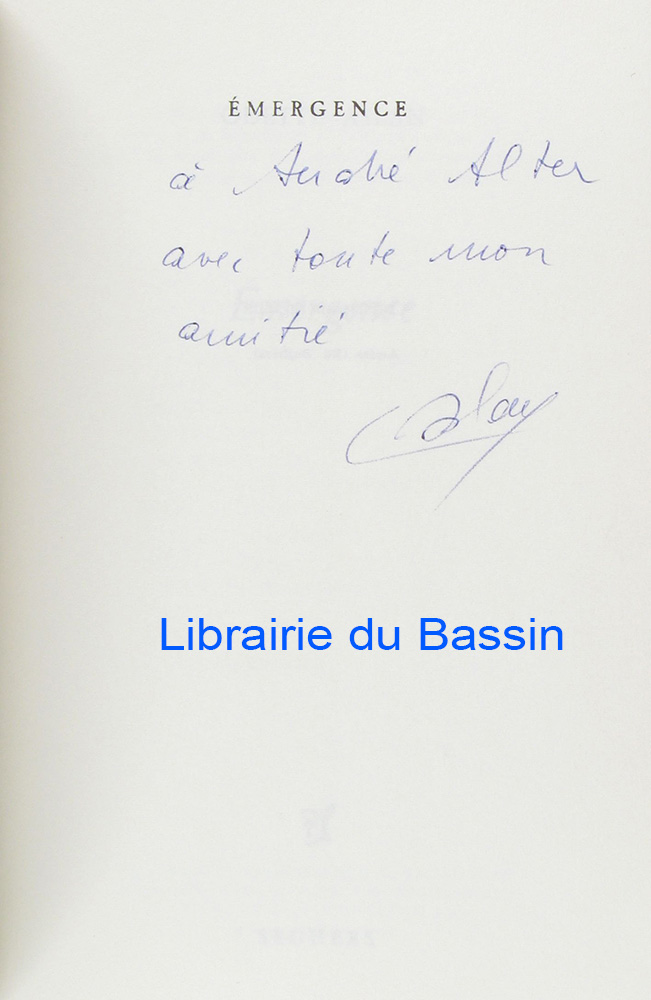 ÉMERGENCE
à André Alter
avec toute mon
amitié
Librairie du Bassin